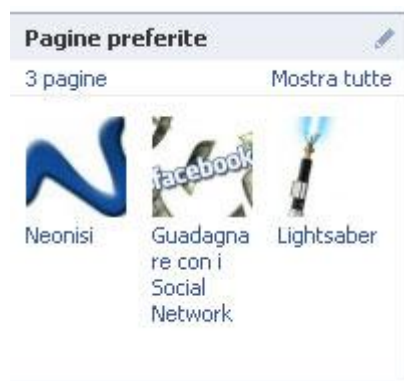 Pagine preferite
3 pagine Mostra tutte
facebook
Neonisi
Guadagna
re con i
Social
Network
Lightsaber